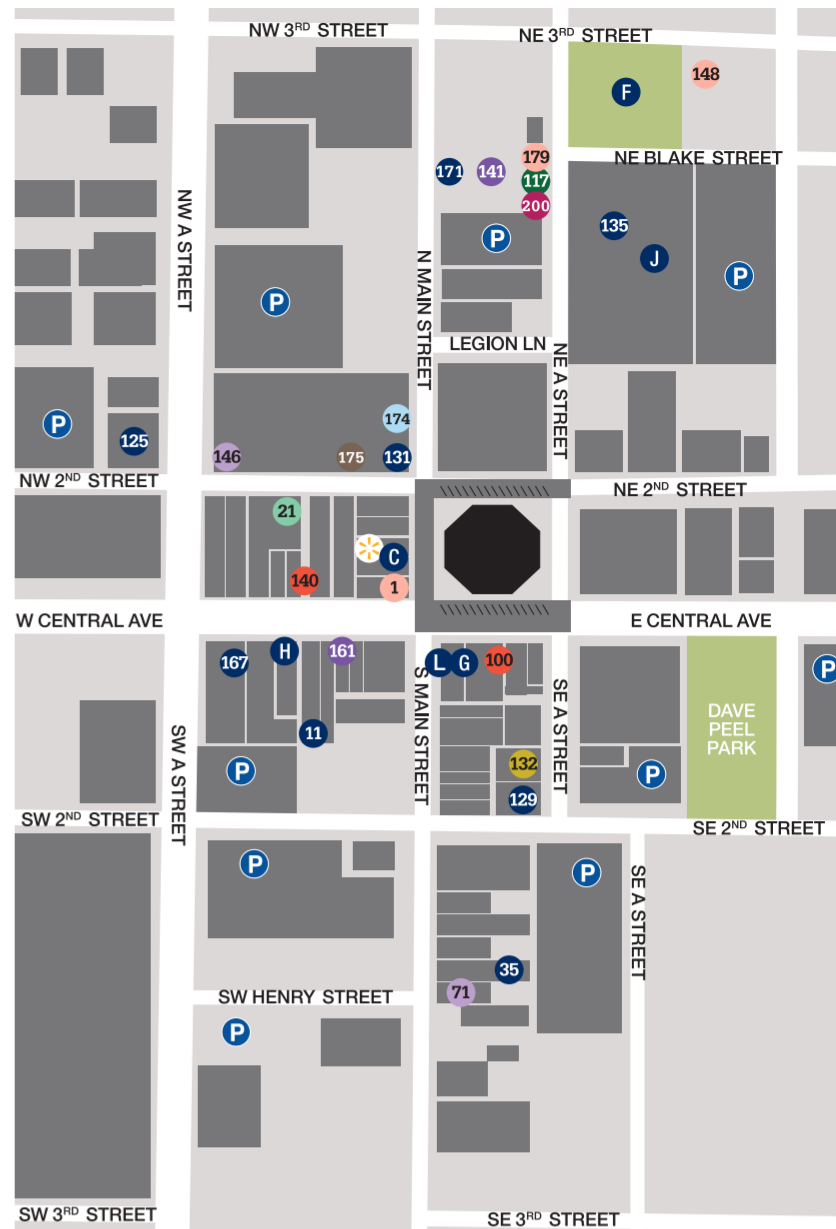 NW 3RD STREET
NE 3RD STREET
F
148
179
NE BLAKE STREET
171
141
117
NW A STREET
200
135
P
J
P
N MAIN STREET
P
LEGION LN
NE A STREET
174
P
125
146
175
131
NW 2ND STREET
NE 2ND STREET
21
C
140
1
W CENTRAL AVE
E CENTRAL AVE
H
161
167
L
G
100
P
S MAIN STREET
SE A STREET
DAVE
PEEL
PARK
SW A STREET
11
132
P
P
129
SW 2ND STREET
SE 2ND STREET
P
P
SE A STREET
35
71
SW HENRY STREET
P
SW 3RD STREET
SE 3RD STREET